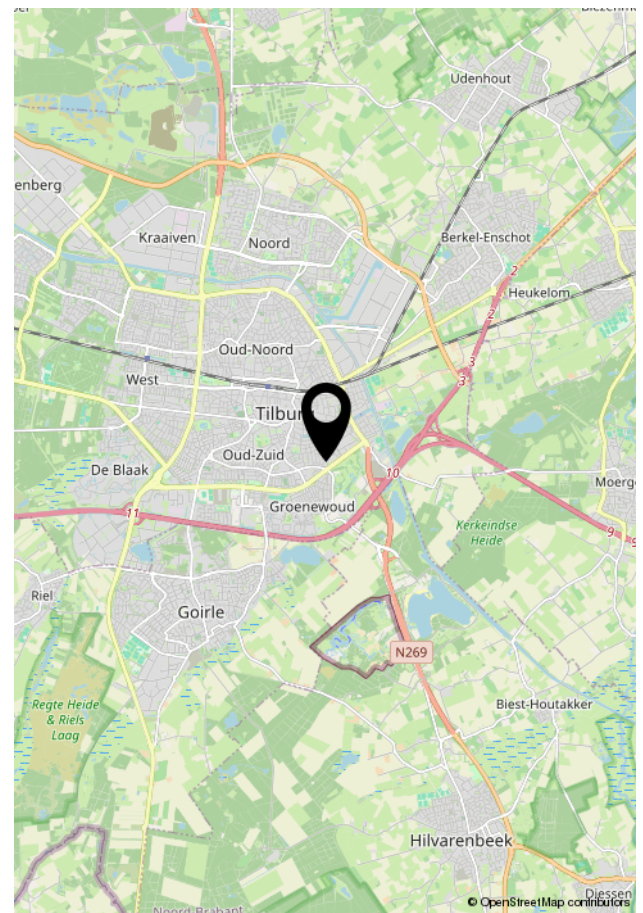 Udenhout
enberg
Kraaiven
Noord
Berkel-Enschot
2
Heukelom
2
Oud-Noord
3
West
3
Tilburg
De Blaak
Oud-Zuid
10
Moerge
Groenewoud
11
Kerkeindse
Heide
9
9
Riel
Goirle
N269
Regte Heide
& Riels
Laag
Biest-Houtakker
Hilvarenbeek
Diessen
© OpenStreetMap contributors
Noord-Brabant